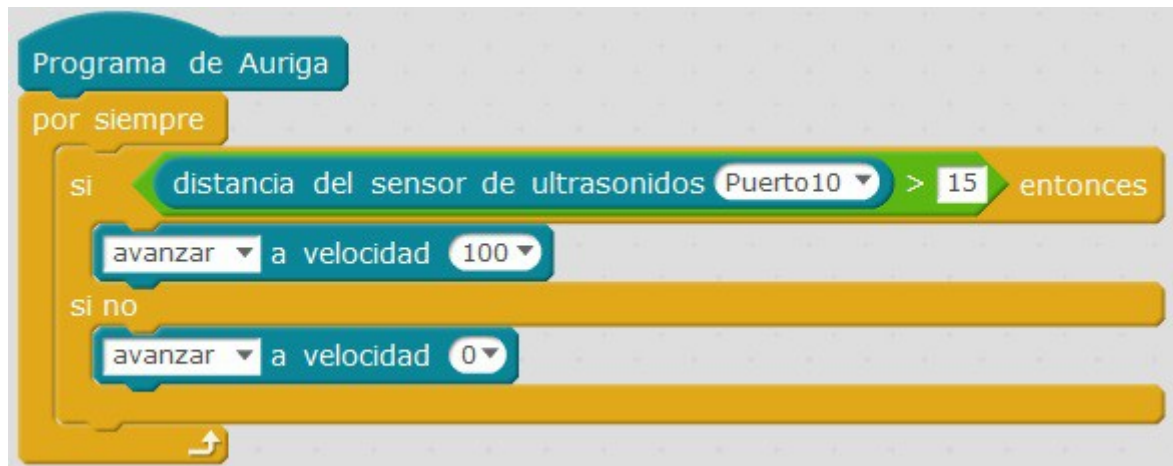 Programa de Auriga
por siempre
si distancia del sensor de ultrasonidos Puerto10 > 15 entonces
avanzar a velocidad 100
si no
avanzar a velocidad 0